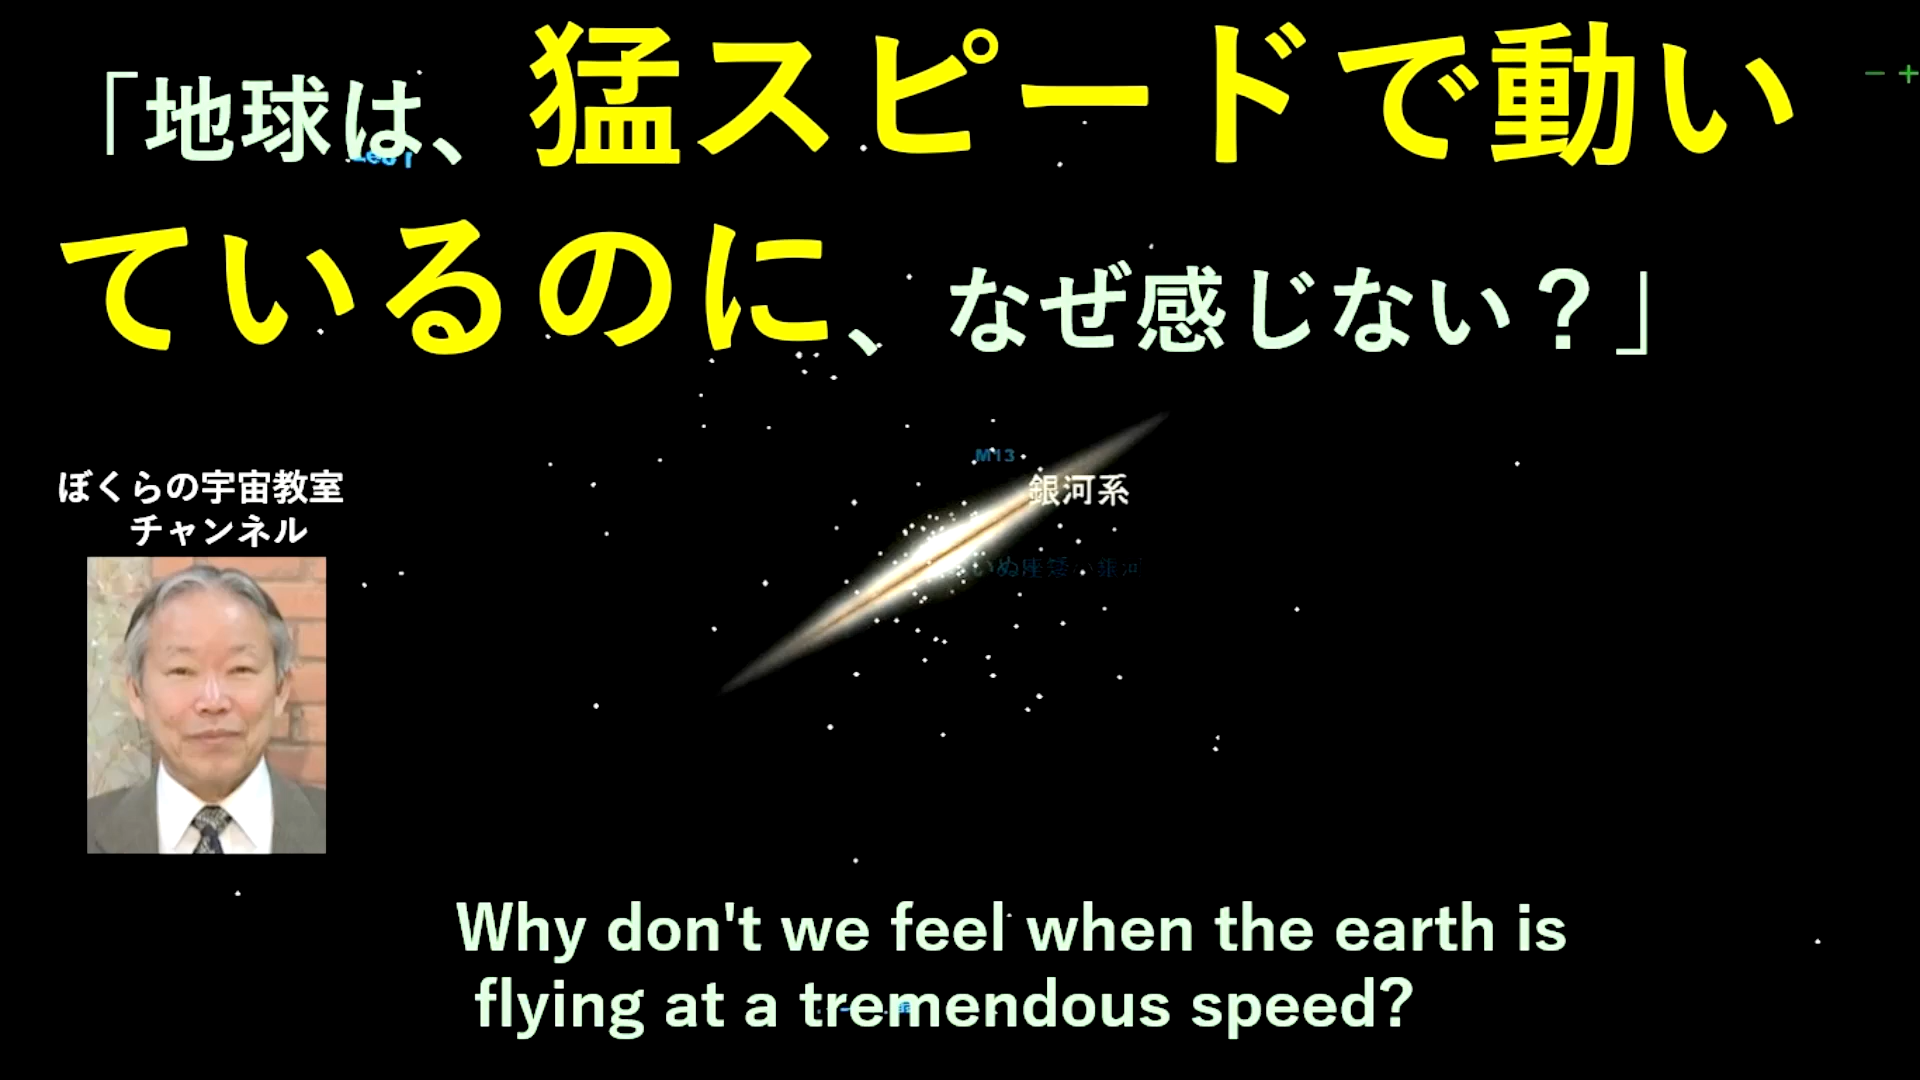 「地球は、猛スピードで動い
ているのに、なぜ感じない？」
ぼくらの宇宙教室
チャンネル
M13
銀河系
Why don't we feel when the earth is
flying at a tremendous speed?